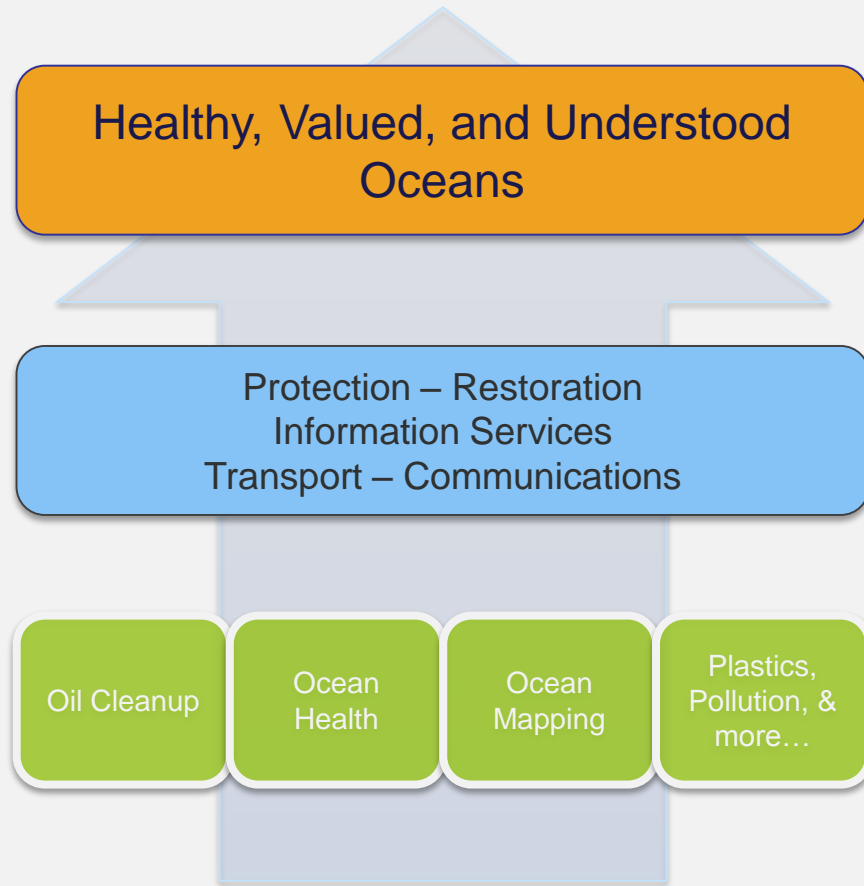 Healthy, Valued, and Understood
Oceans
Protection – Restoration
Information Services
Transport – Communications
Oil Cleanup
Ocean
Health
Ocean
Mapping
Plastics,
Pollution, &
more…